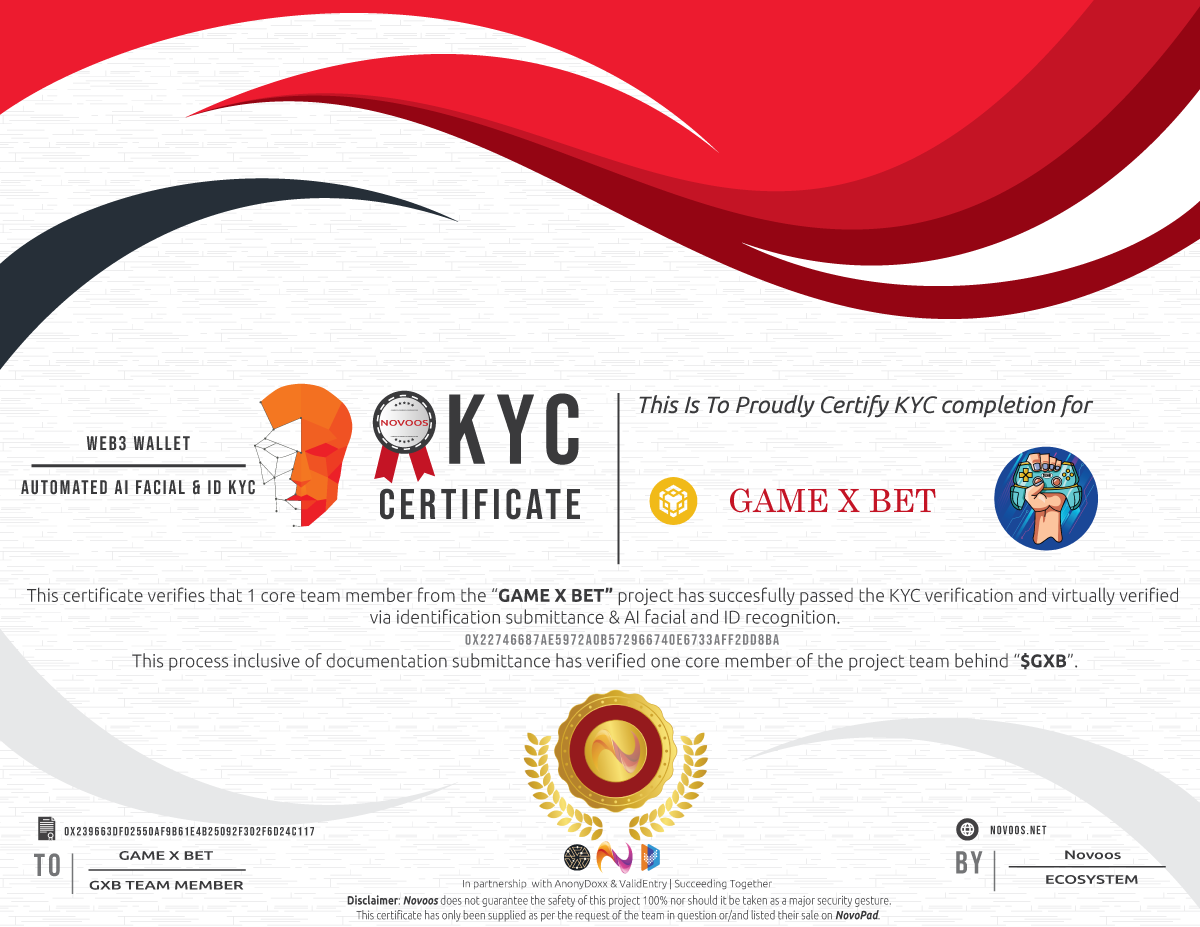 WEB3 WALLET
AUTOMATED AI FACIAL & ID KYC
NOVOOS
KYC
CERTIFICATE
This Is To Proudly Certify KYC completion for
GAME X BET
This certificate verifies that 1 core team member from the “GAME X BET” project has succesfully passed the KYC verification and virtually verified
via identification submittance & AI facial and ID recognition.
0X22746687AE5972A0B572966740E6733AFF2DD8BA
This process inclusive of documentation submittance has verified one core member of the project team behind “$GXB”.
0X239663DF02550AF9B61E4B25D92F302F6D24C117
TO
GAME X BET
GXB TEAM MEMBER
NOVOOS.NET
BY
Novoos
ECOSYSTEM
In partnership with AnonyDoxx & ValidEntry | Succeeding Together
Disclaimer: Novoos does not guarantee the safety of this project 100% nor should it be taken as a major security gesture.
This certificate has only been supplied as per the request of the team in question or/and listed their sale on NovoPad.